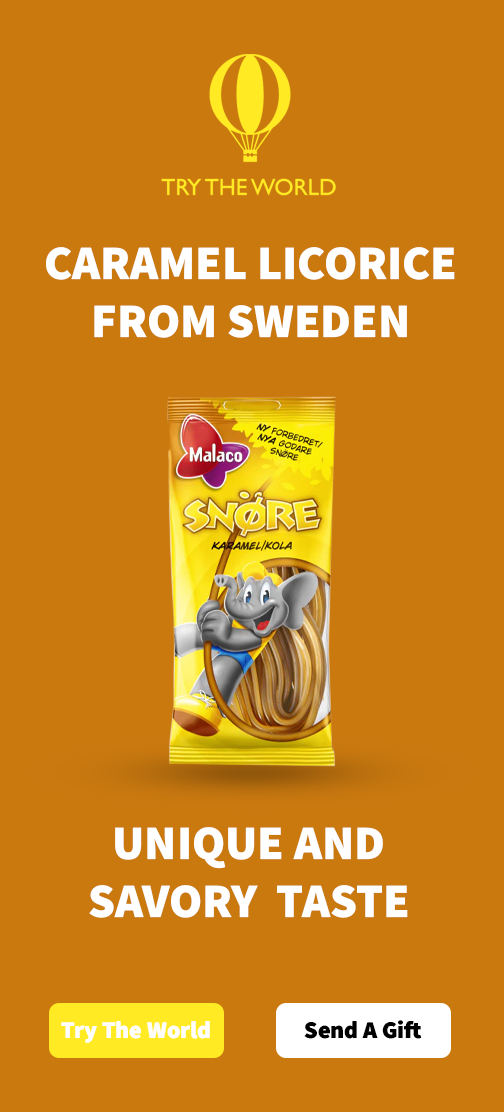 TRY THE WORLD
CARAMEL LICORICE
FROM SWEDEN
Malaco
NY FORBEDRET/
NYA GODARE
SNØRE
SNØRE
KARAMEL/KOLA
UNIQUE AND
SAVORY TASTE
Try The World
Send A Gift